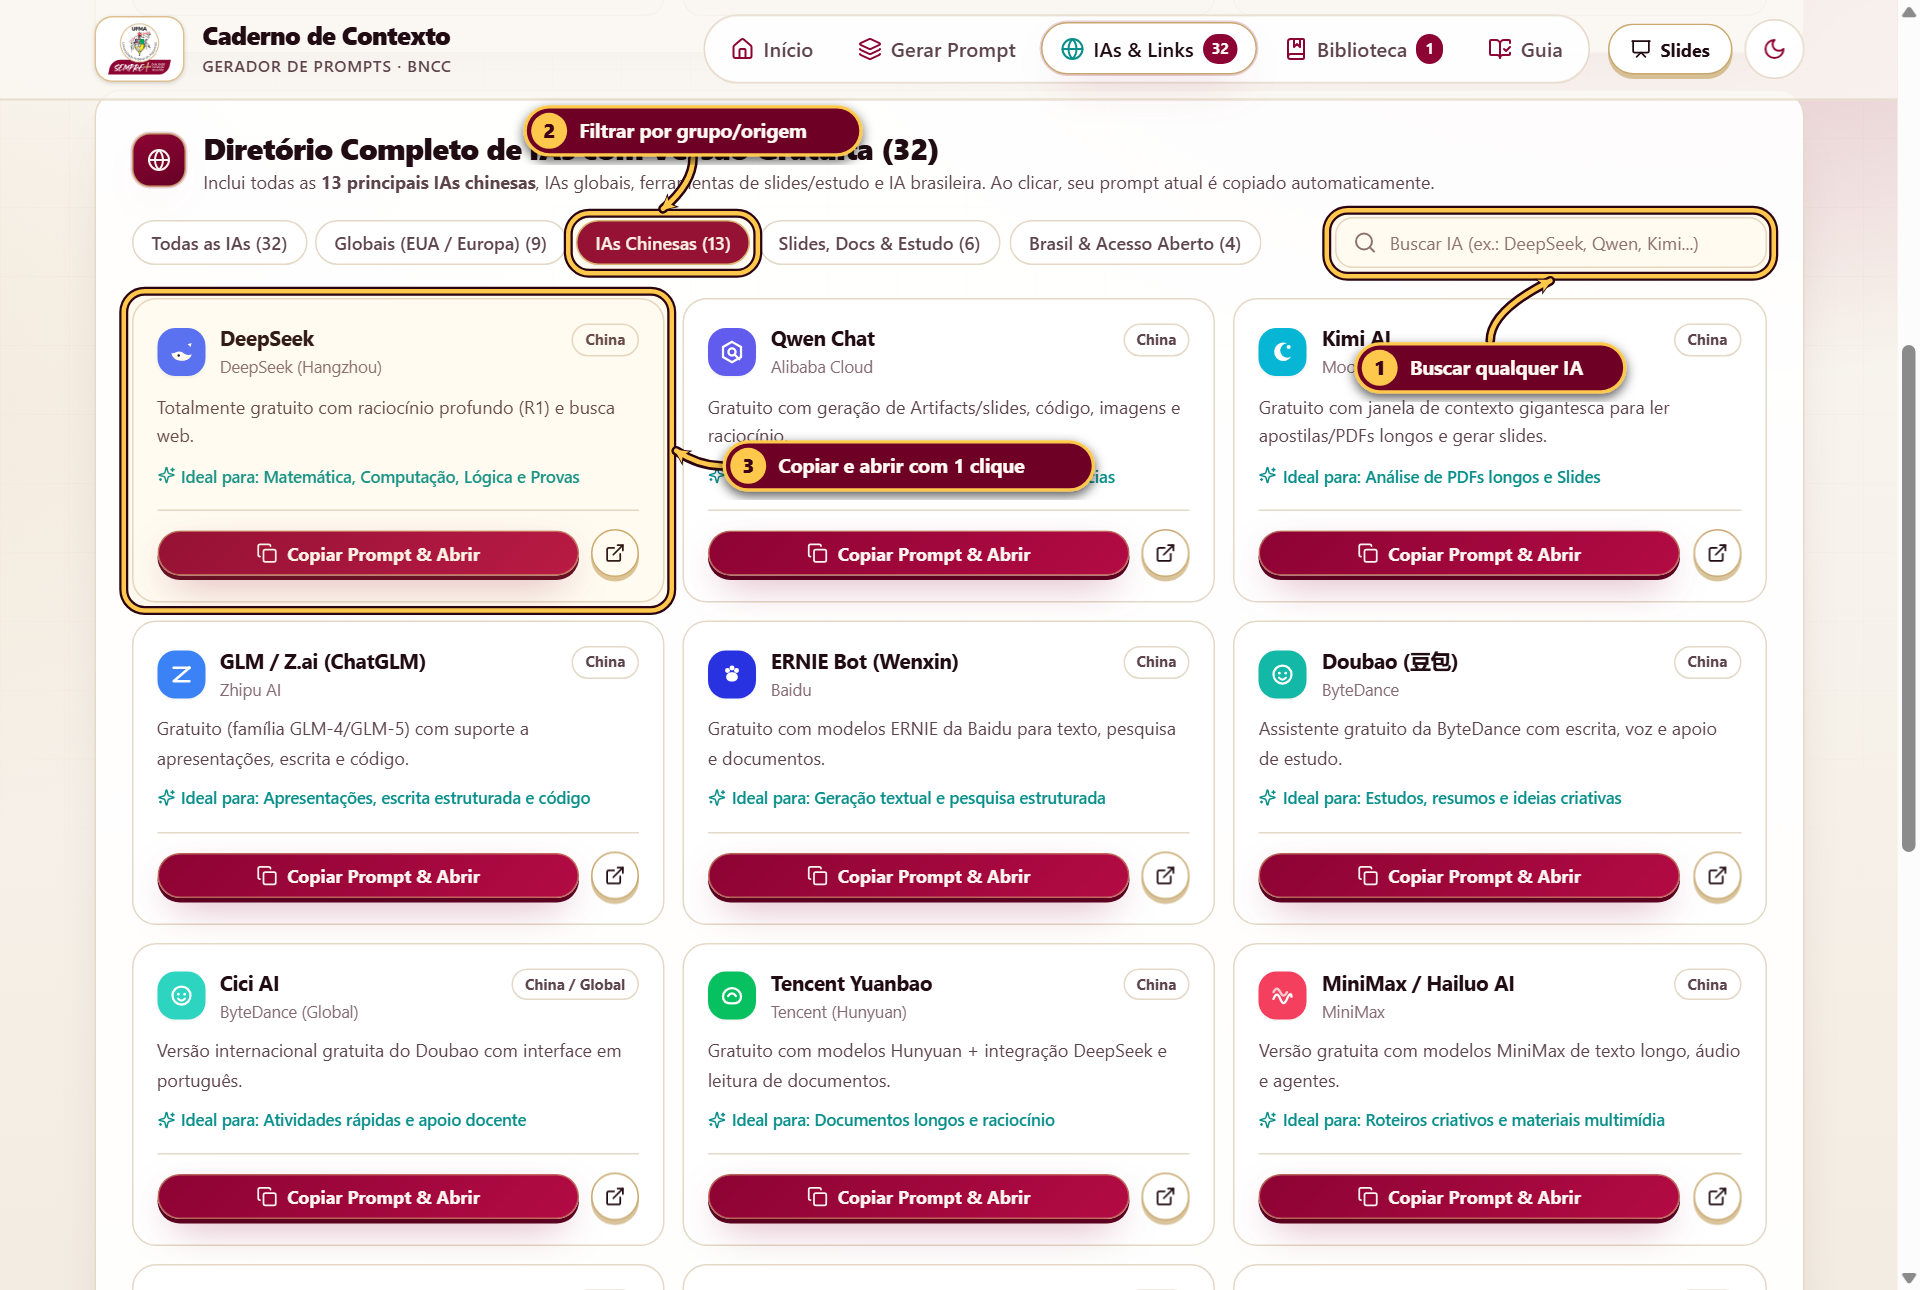 UFMA
SEMPRE+
Caderno de Contexto
GERADOR DE PROMPTS · BNCC
Início
Gerar Prompt
IAs & Links 32
Biblioteca 1
Guia
Slides
2 Filtrar por grupo/origem
Diretório Completo de IAs com Versão Gratuita (32)
Inclui todas as 13 principais IAs chinesas, IAs globais, ferramentas de slides/estudo e IA brasileira. Ao clicar, seu prompt atual é copiado automaticamente.
Todas as IAs (32)
Globais (EUA / Europa) (9)
IAs Chinesas (13)
Slides, Docs & Estudo (6)
Brasil & Acesso Aberto (4)
Buscar IA (ex.: DeepSeek, Qwen, Kimi...)
DeepSeek
China
DeepSeek (Hangzhou)
Totalmente gratuito com raciocínio profundo (R1) e busca
web.
Ideal para: Matemática, Computação, Lógica e Provas
Copiar Prompt & Abrir
Qwen Chat
China
Alibaba Cloud
Gratuito com geração de Artifacts/slides, código, imagens e
raciocínio.
3 Copiar e abrir com 1 clique
Copiar Prompt & Abrir
Kimi AI
China
1 Buscar qualquer IA
Gratuito com janela de contexto gigantesca para ler
apostilas/PDFs longos e gerar slides.
Ideal para: Análise de PDFs longos e Slides
Copiar Prompt & Abrir
GLM / Z.ai (ChatGLM)
China
Zhipu AI
Gratuito (família GLM-4/GLM-5) com suporte a
apresentações, escrita e código.
Ideal para: Apresentações, escrita estruturada e código
Copiar Prompt & Abrir
ERNIE Bot (Wenxin)
China
Baidu
Gratuito com modelos ERNIE da Baidu para texto, pesquisa
e documentos.
Ideal para: Geração textual e pesquisa estruturada
Copiar Prompt & Abrir
Doubao (豆包)
China
ByteDance
Assistente gratuito da ByteDance com escrita, voz e apoio
de estudo.
Ideal para: Estudos, resumos e ideias criativas
Copiar Prompt & Abrir
Cici AI
China / Global
ByteDance (Global)
Versão internacional gratuita do Doubao com interface em
português.
Ideal para: Atividades rápidas e apoio docente
Copiar Prompt & Abrir
Tencent Yuanbao
China
Tencent (Hunyuan)
Gratuito com modelos Hunyuan + integração DeepSeek e
leitura de documentos.
Ideal para: Documentos longos e raciocínio
Copiar Prompt & Abrir
MiniMax / Hailuo AI
China
MiniMax
Versão gratuita com modelos MiniMax de texto longo, áudio
e agentes.
Ideal para: Roteiros criativos e materiais multimídia
Copiar Prompt & Abrir